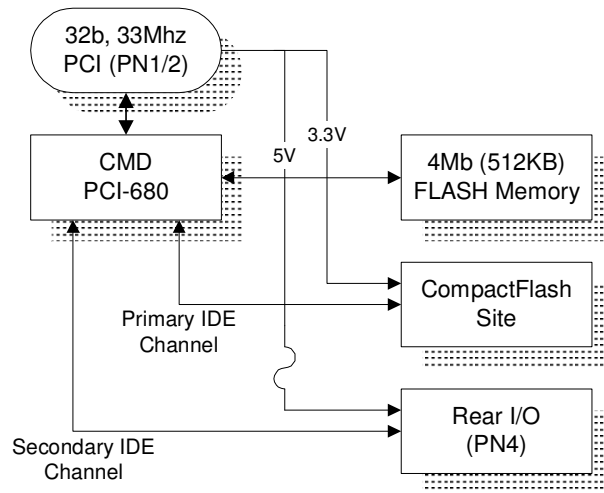 32b, 33Mhz
PCI (PN1/2)
3.3V
5V
CMD
PCI-680
4Mb (512KB)
FLASH Memory
CompactFlash
Site
Primary IDE
Channel
Rear I/O
(PN4)
Secondary IDE
Channel